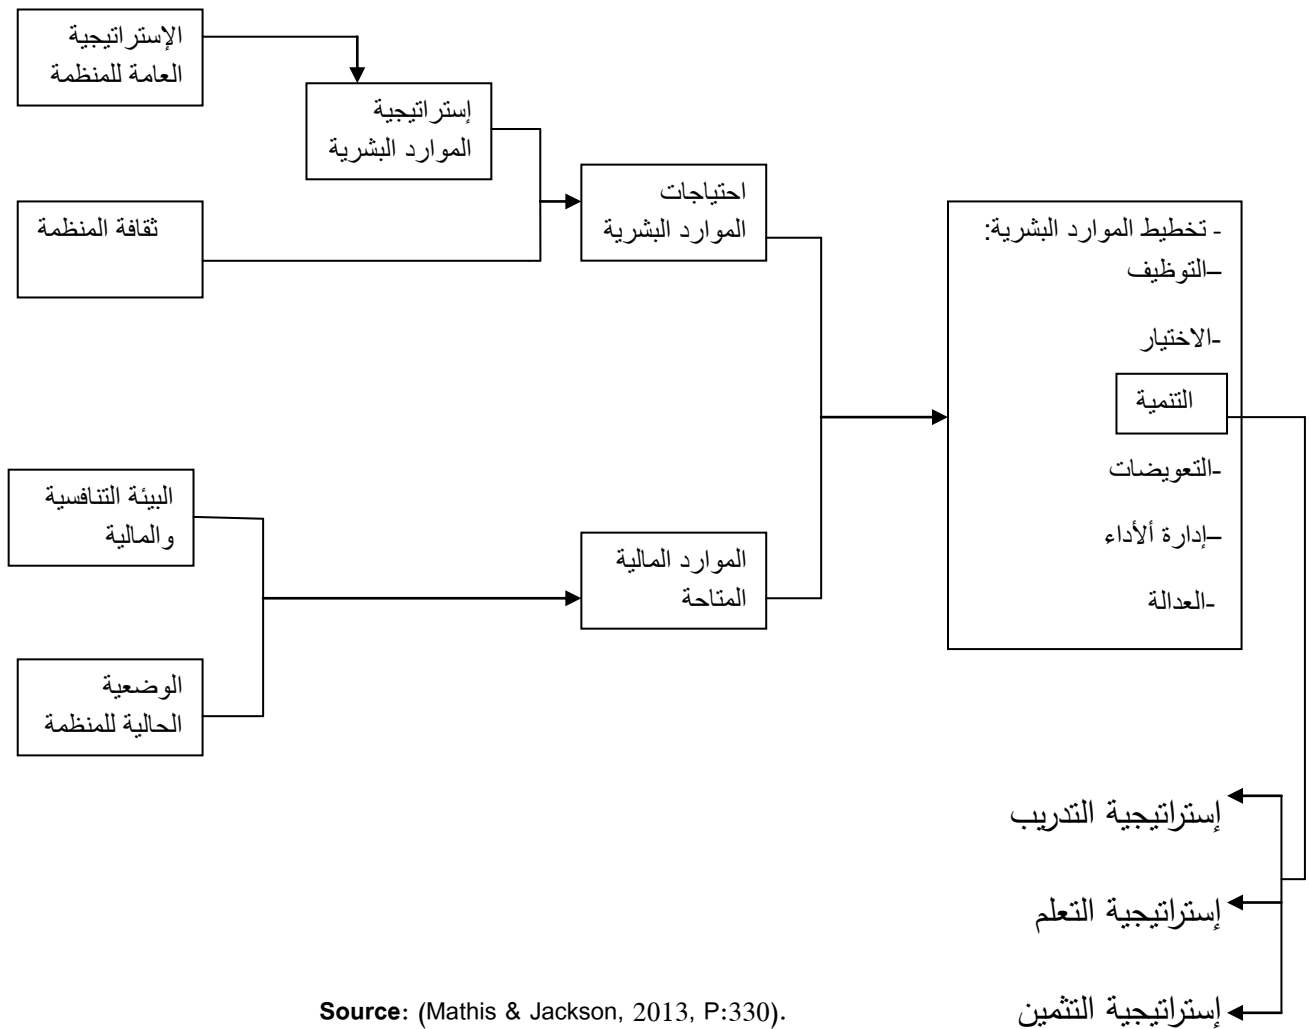 الإستراتيجية
العامة للمنظمة
إستراتيجية
الموارد البشرية
ثقافة المنظمة
احتياجات
الموارد البشرية
البيئة التنافسية
والمالية
الوضعية
الحالية للمنظمة
الموارد المالية
المتاحة
- تخطيط الموارد البشرية:
–التوظيف
-الاختيار
التنمية
-التعويضات
–إدارة ألأداء
-العدالة
إستراتيجية التدريب
إستراتيجية التعلم
إستراتيجية التثمين
Source: (Mathis & Jackson, 2013, P:330).